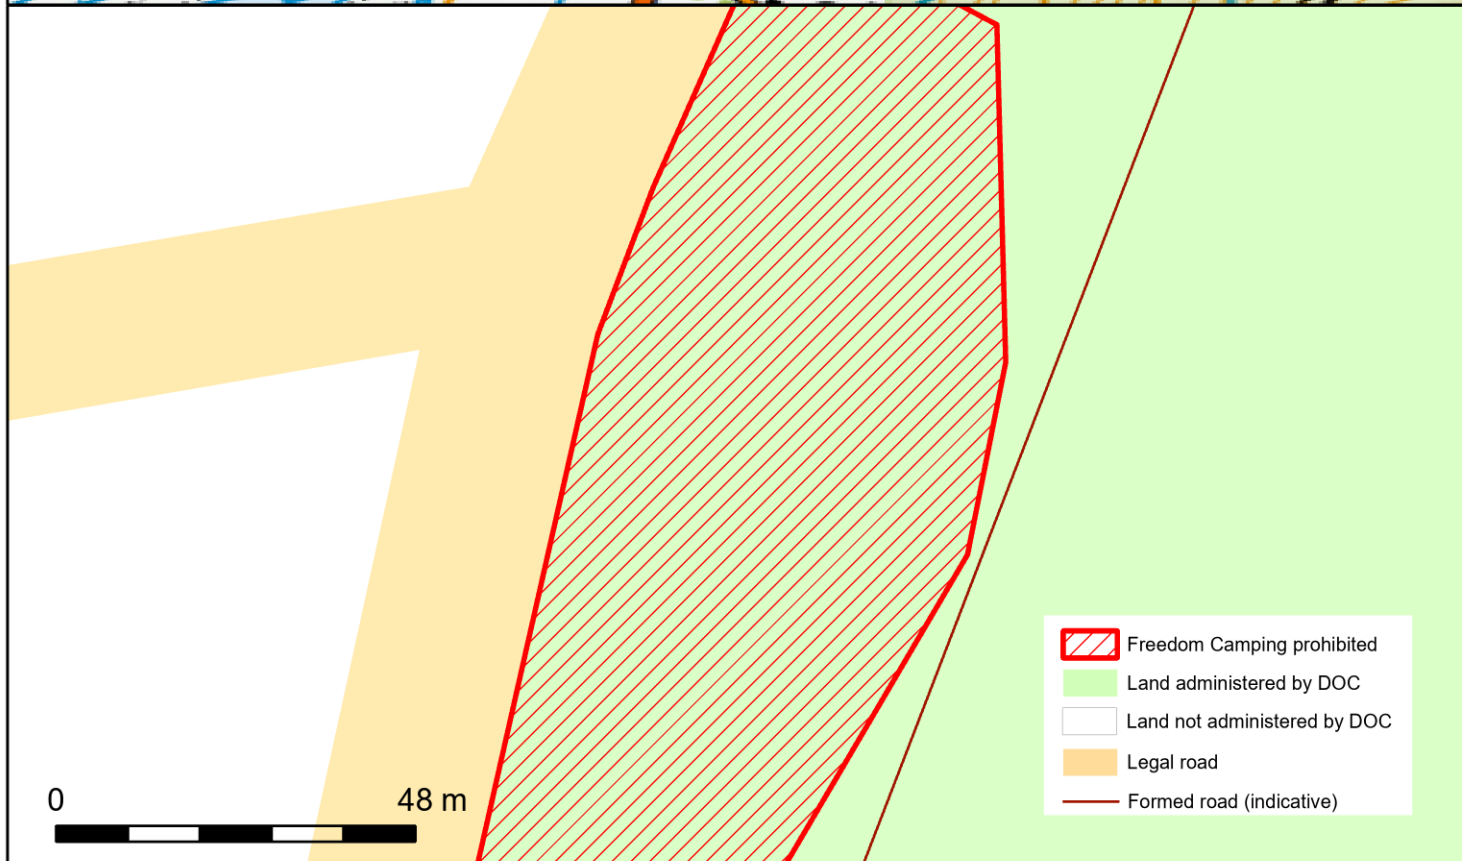 Freedom Camping prohibited
Land administered by DOC
Land not administered by DOC
Legal road
Formed road (indicative)
0 48 m